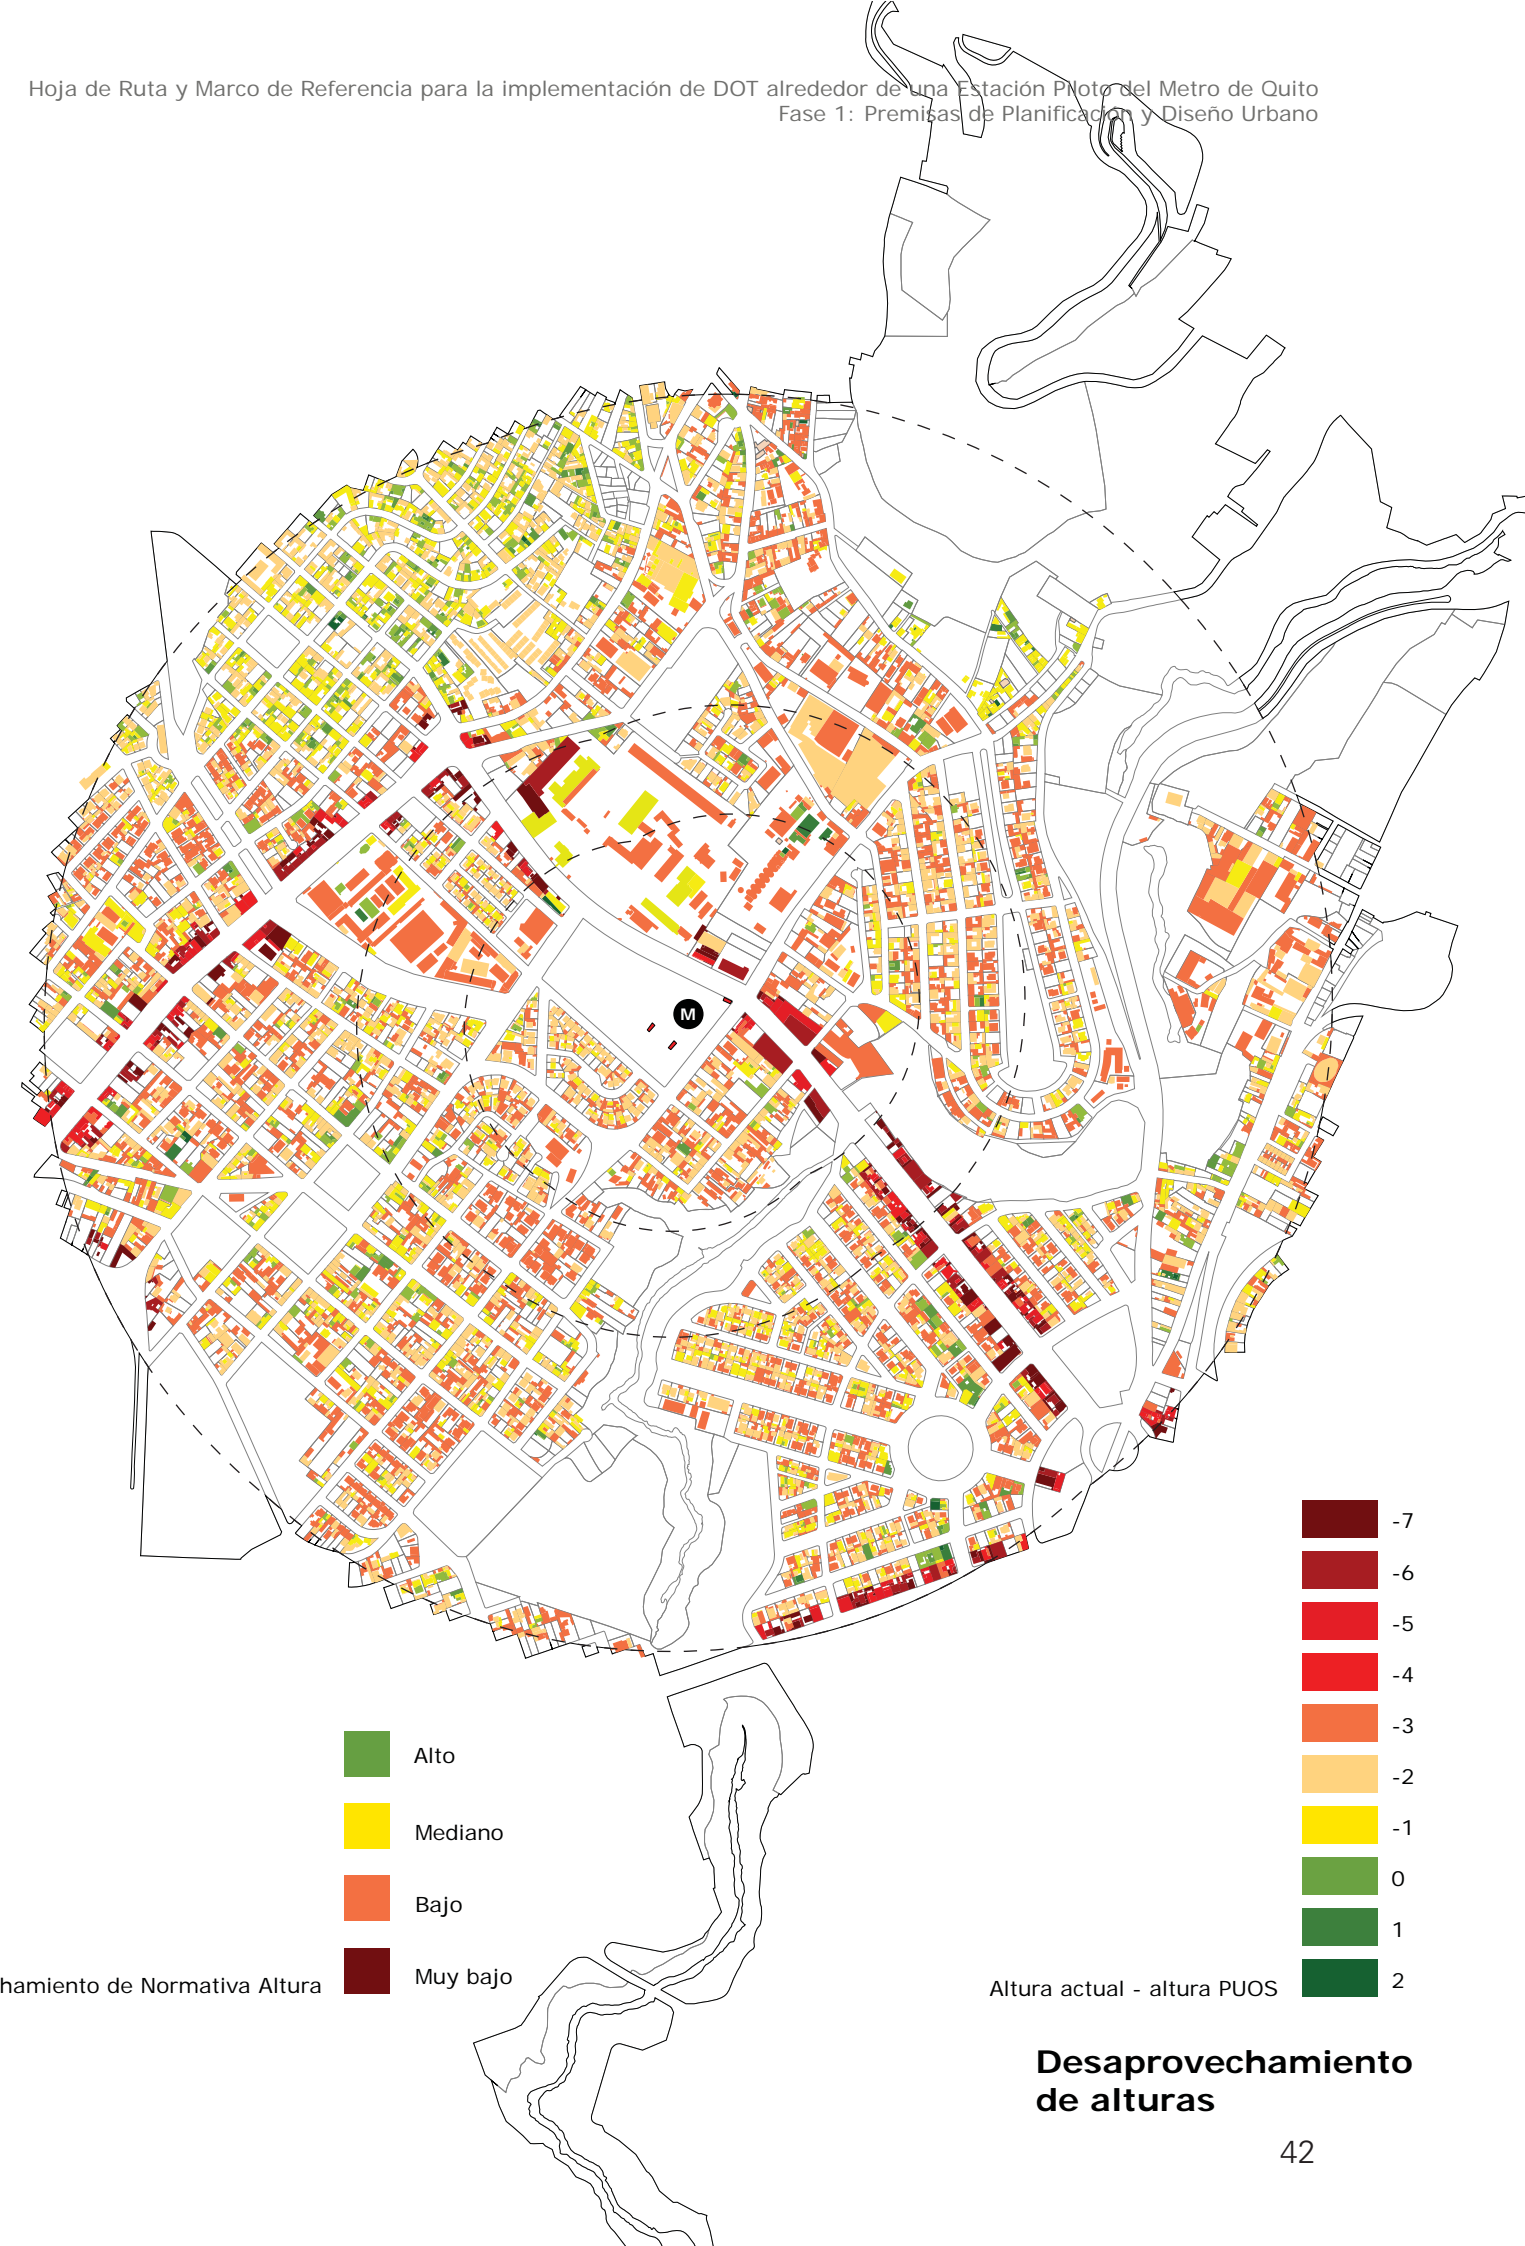 Hoja de Ruta y Marco de Referencia para la implementación de DOT alrededor de una Estación Piloto del Metro de Quito
Fase 1: Premisas de Planificación y Diseño Urbano
M
Alto
Mediano
Bajo
Muy bajo
hamiento de Normativa Altura
-7
-6
-5
-4
-3
-2
-1
0
1
2
Altura actual - altura PUOS
Desaprovechamiento
de alturas
42